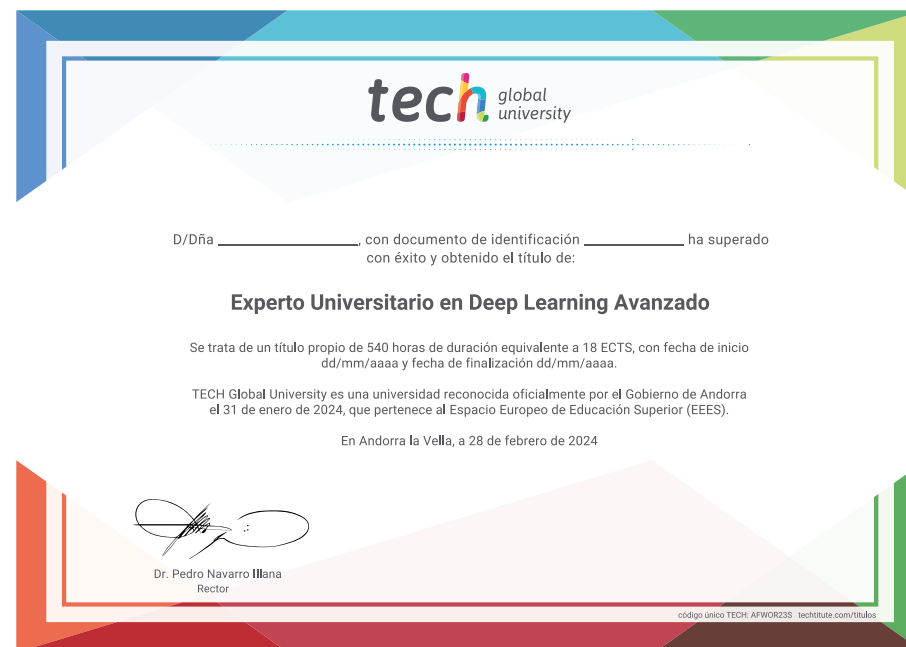 tech global
university
D/Dña ______________, con documento de identificación __________ ha superado
con éxito y obtenido el título de:
Experto Universitario en Deep Learning Avanzado
Se trata de un título propio de 540 horas de duración equivalente a 18 ECTS, con fecha de inicio
dd/mm/aaaa y fecha de finalización dd/mm/aaaa.
TECH Global University es una universidad reconocida oficialmente por el Gobierno de Andorra
el 31 de enero de 2024, que pertenece al Espacio Europeo de Educación Superior (EEES).
En Andorra la Vella, a 28 de febrero de 2024
Dr. Pedro Navarro Illana
Rector
código único TECH: AFWOR23S techtitute.com/titulos